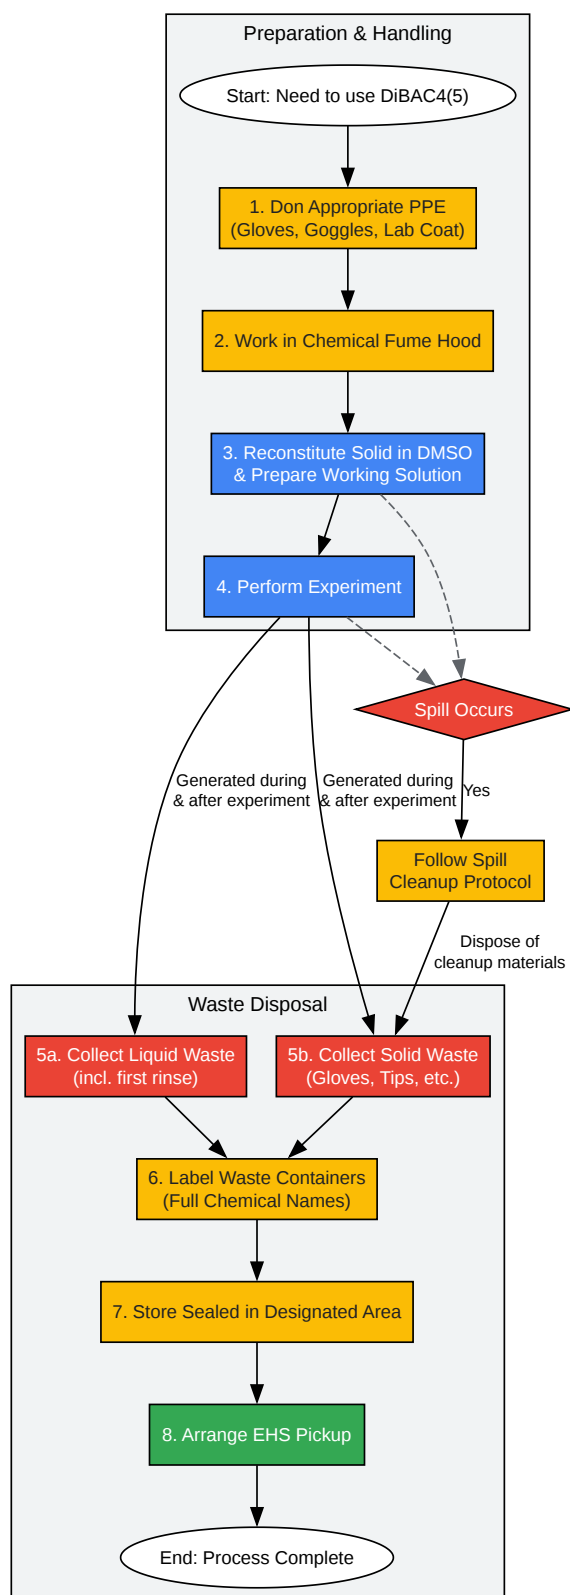 Preparation & Handling
Start: Need to use DiBAC4(5)
1. Don Appropriate PPE
(Gloves, Goggles, Lab Coat)
2. Work in Chemical Fume Hood
3. Reconstitute Solid in DMSO
& Prepare Working Solution
4. Perform Experiment
Spill Occurs
Generated during
& after experiment
Generated during
& after experiment
Yes
Follow Spill
Cleanup Protocol
Dispose of
cleanup materials
Waste Disposal
5a. Collect Liquid Waste
(incl. first rinse)
5b. Collect Solid Waste
(Gloves, Tips, etc.)
6. Label Waste Containers
(Full Chemical Names)
7. Store Sealed in Designated Area
8. Arrange EHS Pickup
End: Process Complete